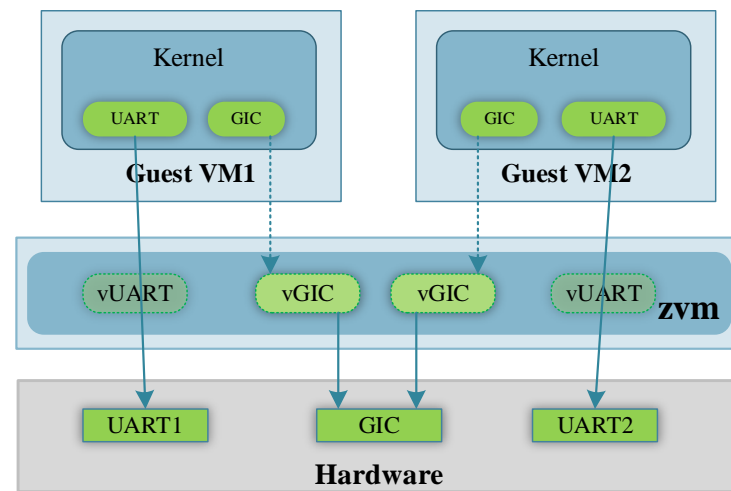 Kernel Kernel
UART GIC GIC UART
Guest VM1 Guest VM2
vUART vGIC vGIC vUART
zvm
UART1 GIC UART2
Hardware